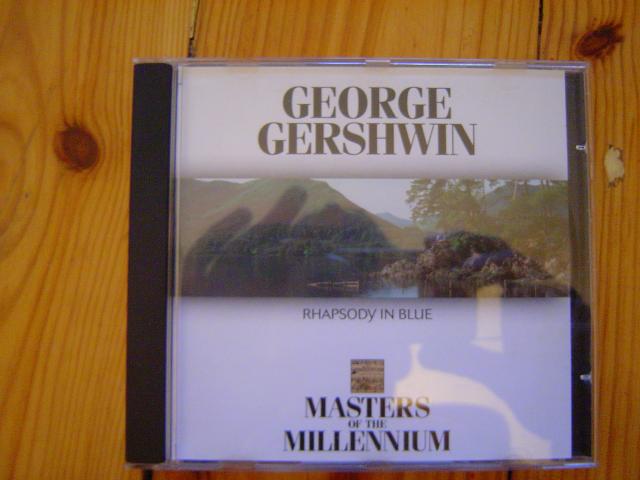 GEORGE
GERSHWIN
RHAPSODY IN BLUE
MASTERS
OF THE
MILLENNIUM